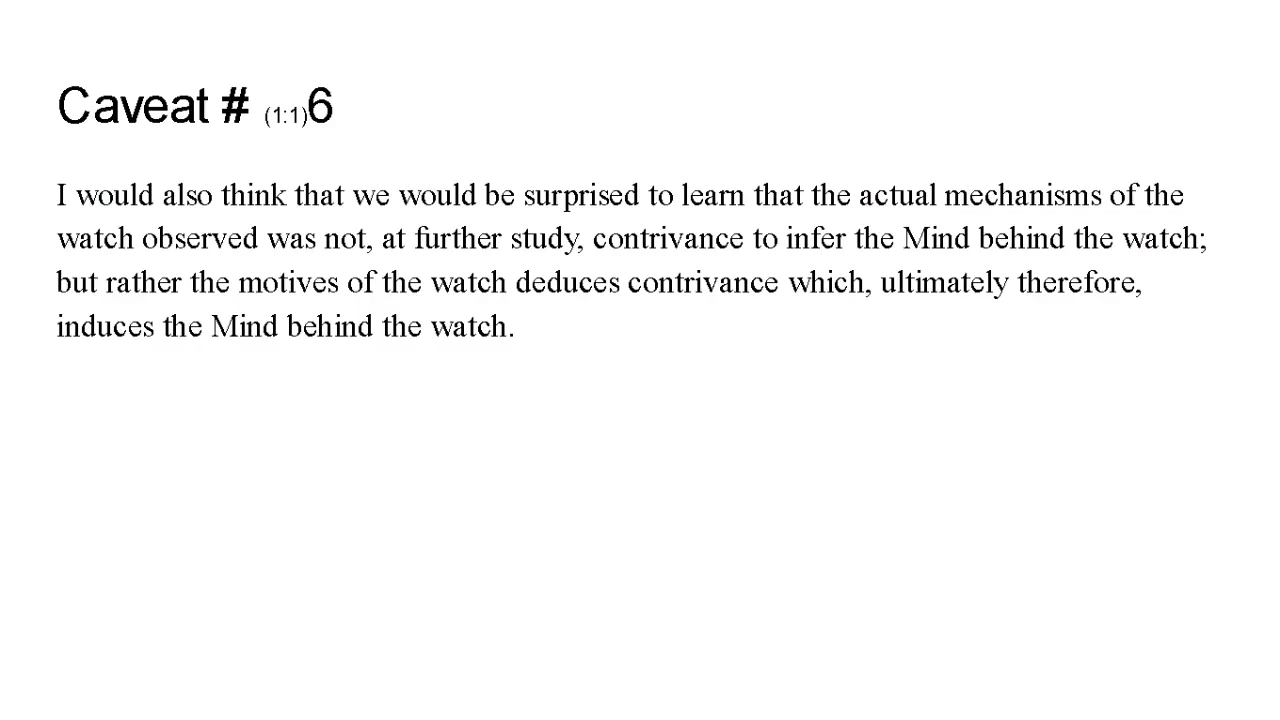 Caveat # (1:1)6
I would also think that we would be surprised to learn that the actual mechanisms of the
watch observed was not, at further study, contrivance to infer the Mind behind the watch;
but rather the motives of the watch deduces contrivance which, ultimately therefore,
induces the Mind behind the watch.